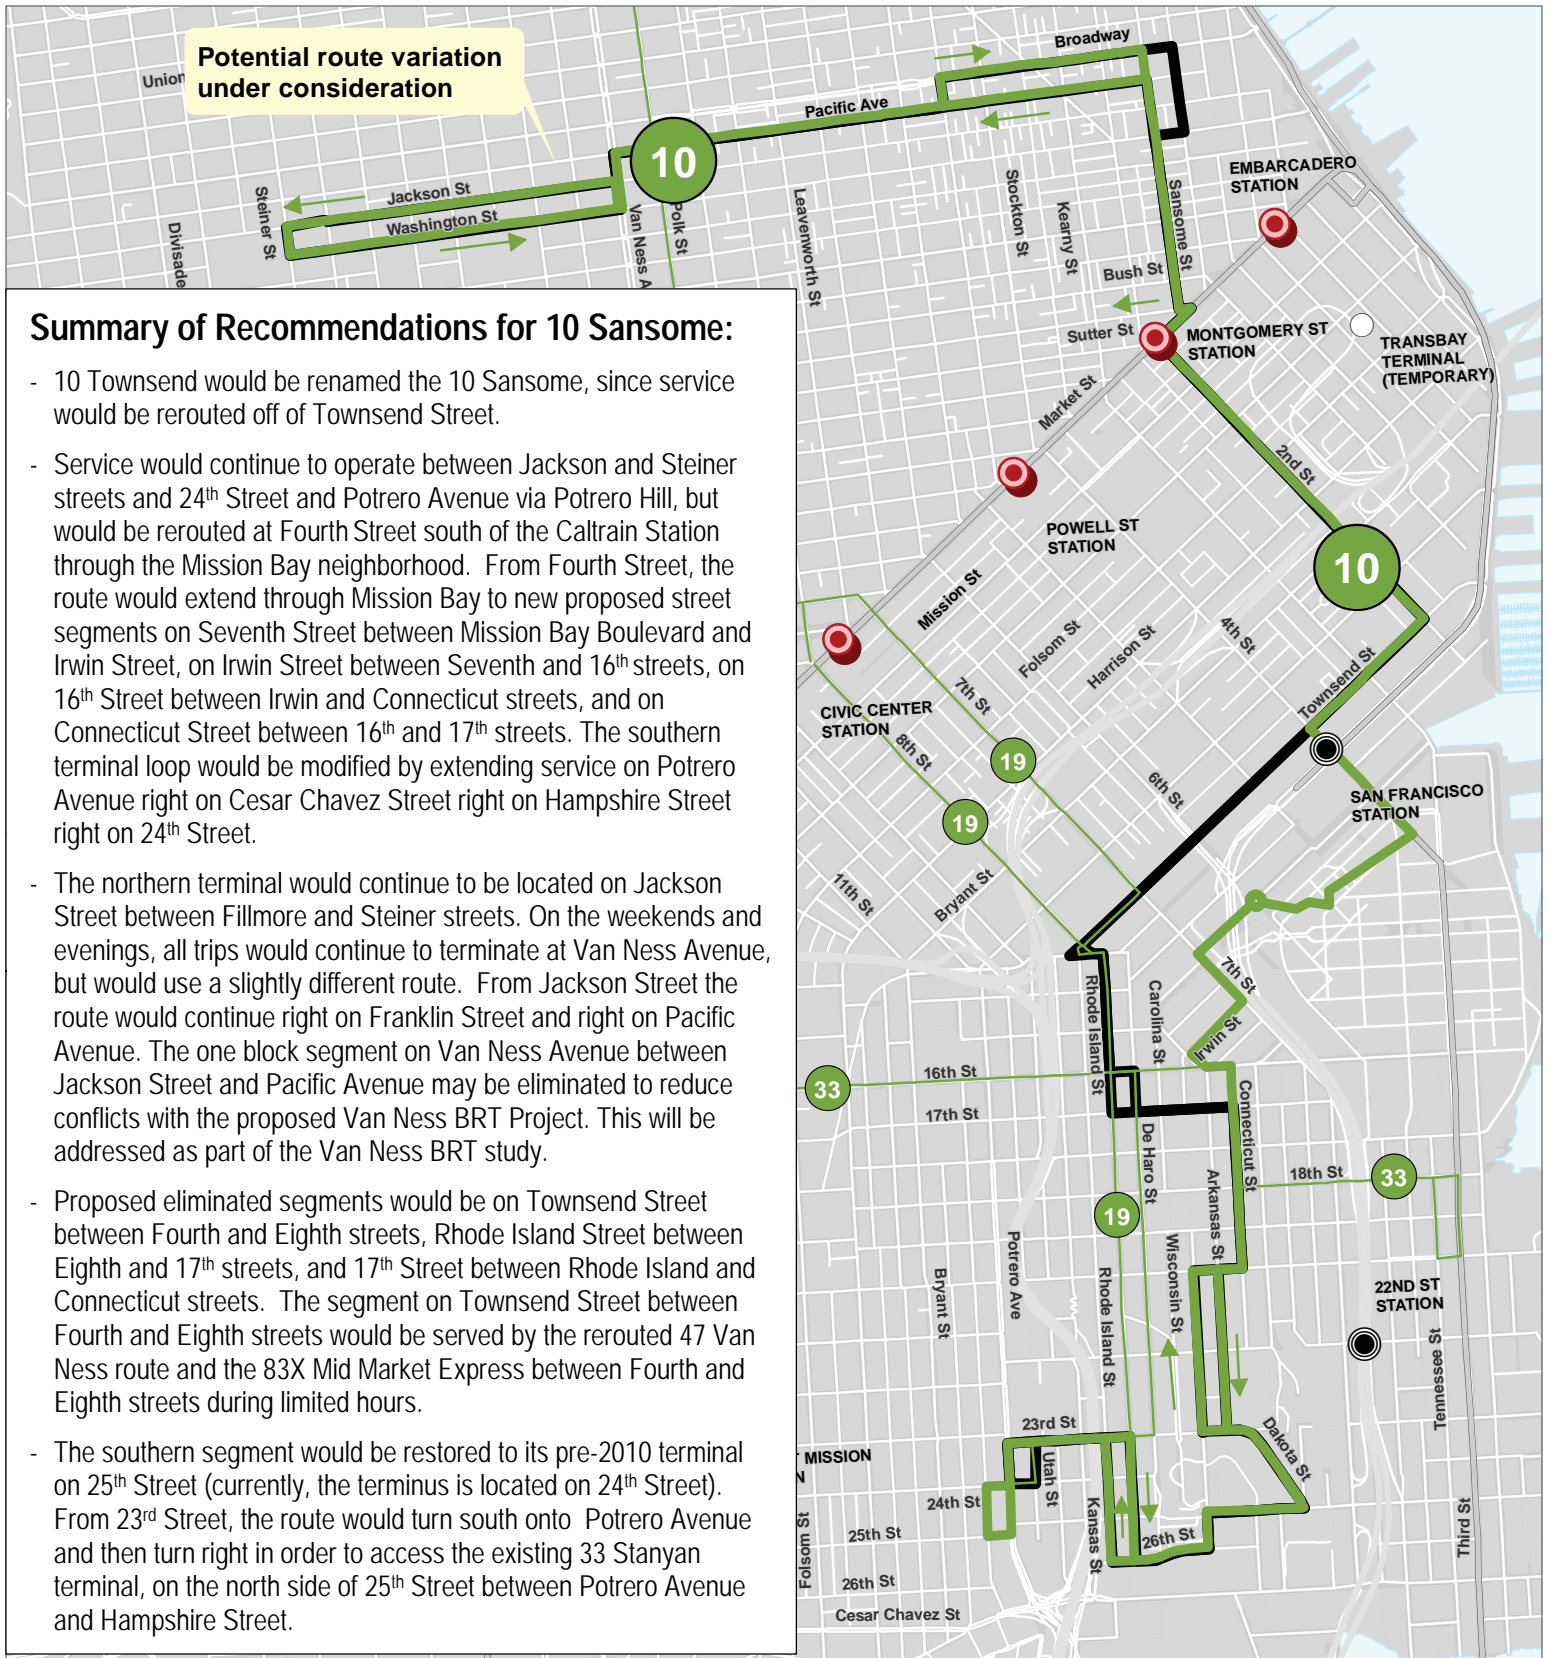 Potential route variation
under consideration
Union
Broadway
Pacific Ave
10
Jackson St
Washington St
Steiner St
Divisade
Van Ness A
Polk St
Leavenworth St
Stockton St
Kearny St
Sansome St
Bush St
Sutter St
EMBARCADERO
STATION
MONTGOMERY ST
STATION
TRANSBAY
TERMINAL
(TEMPORARY)
Market St
2nd St
POWELL ST
STATION
10
Mission St
Folsom St
Harrison St
4th St
Townsend St
7th St
CIVIC CENTER
STATION
8th St
19
19
6th St
SAN FRANCISCO
STATION
11th St
Bryant St
7th St
Irwin St
Rhode Island St
Carolina St
16th St
33
17th St
Connecticut St
De Haro St
18th St
33
Arkansas St
19
Potrero Ave
Bryant St
Rhode Island St
Wisconsin St
22ND ST
STATION
Tennessee St
23rd St
Dakota St
MISSION
N
Utah St
24th St
Kansas St
25th St
26th St
Folsom St
Third St
26th St
Cesar Chavez St
Summary of Recommendations for 10 Sansome:
- 10 Townsend would be renamed the 10 Sansome, since service
would be rerouted off of Townsend Street.
- Service would continue to operate between Jackson and Steiner
streets and 24th Street and Potrero Avenue via Potrero Hill, but
would be rerouted at Fourth Street south of the Caltrain Station
through the Mission Bay neighborhood. From Fourth Street, the
route would extend through Mission Bay to new proposed street
segments on Seventh Street between Mission Bay Boulevard and
Irwin Street, on Irwin Street between Seventh and 16th streets, on
16th Street between Irwin and Connecticut streets, and on
Connecticut Street between 16th and 17th streets. The southern
terminal loop would be modified by extending service on Potrero
Avenue right on Cesar Chavez Street right on Hampshire Street
right on 24th Street.
- The northern terminal would continue to be located on Jackson
Street between Fillmore and Steiner streets. On the weekends and
evenings, all trips would continue to terminate at Van Ness Avenue,
but would use a slightly different route. From Jackson Street the
route would continue right on Franklin Street and right on Pacific
Avenue. The one block segment on Van Ness Avenue between
Jackson Street and Pacific Avenue may be eliminated to reduce
conflicts with the proposed Van Ness BRT Project. This will be
addressed as part of the Van Ness BRT study.
- Proposed eliminated segments would be on Townsend Street
between Fourth and Eighth streets, Rhode Island Street between
Eighth and 17th streets, and 17th Street between Rhode Island and
Connecticut streets. The segment on Townsend Street between
Fourth and Eighth streets would be served by the rerouted 47 Van
Ness route and the 83X Mid Market Express between Fourth and
Eighth streets during limited hours.
- The southern segment would be restored to its pre-2010 terminal
on 25th Street (currently, the terminus is located on 24th Street).
From 23rd Street, the route would turn south onto Potrero Avenue
and then turn right in order to access the existing 33 Stanyan
terminal, on the north side of 25th Street between Potrero Avenue
and Hampshire Street.